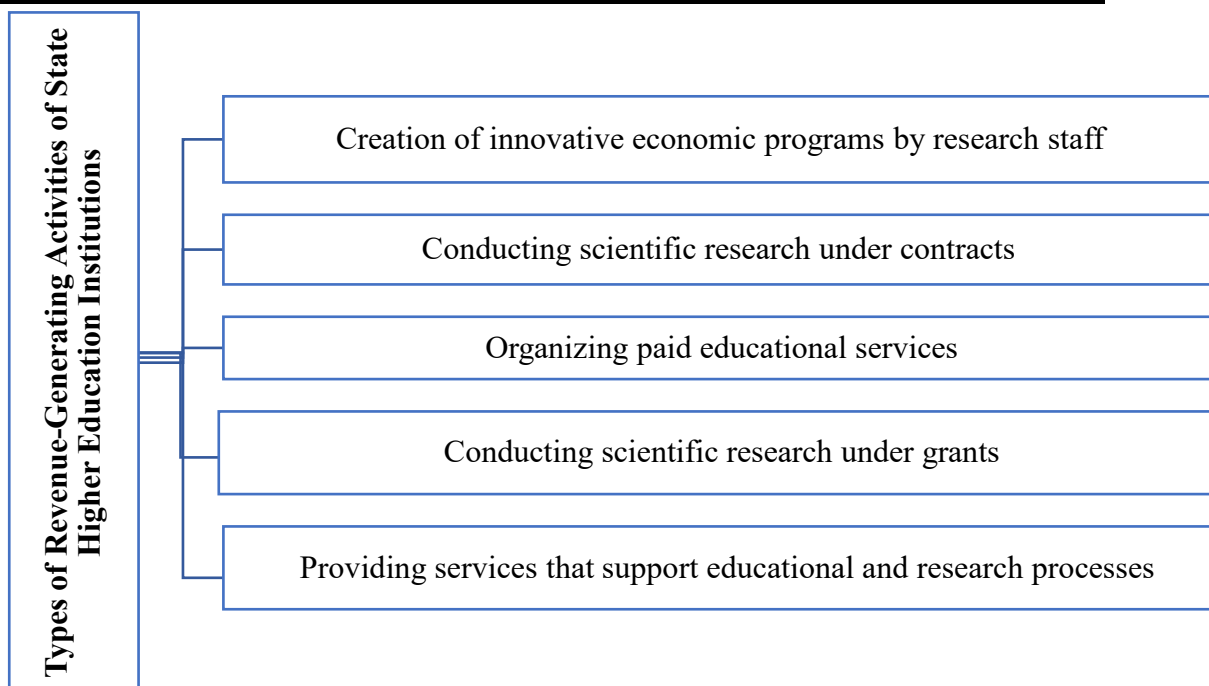 Types of Revenue-Generating Activities of State
Higher Education Institutions
Creation of innovative economic programs by research staff
Conducting scientific research under contracts
Organizing paid educational services
Conducting scientific research under grants
Providing services that support educational and research processes